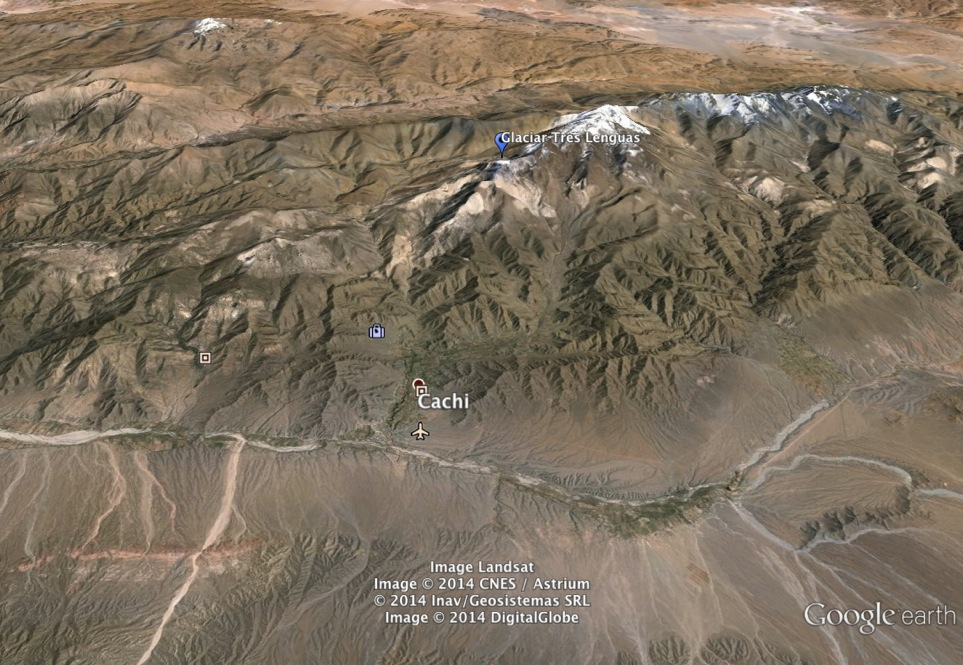 Glaciar Tres Lenguas
Cachi
Image Landsat
Image © 2014 CNES / Astrium
© 2014 Inav/Geosistemas SRL
Image © 2014 DigitalGlobe
Google earth